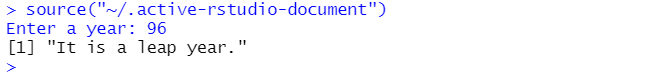 > source("~/.active-rstudio-document")
Enter a year: 96
[1] "It is a leap year."
>